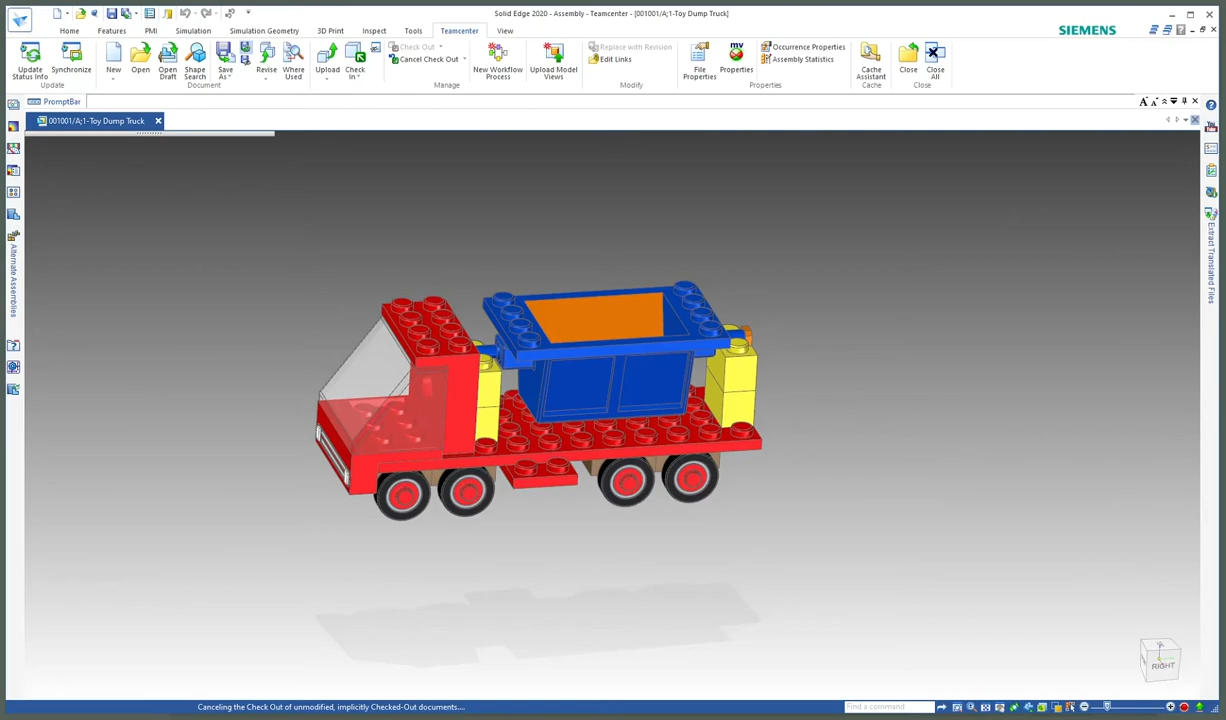 Solid Edge 2020 - Assembly - Teamcenter - [001001/A;1-Toy Dump Truck]
Home Features PMI Simulation Simulation Geometry 3D Print Inspect Tools Teamcenter View
SIEMENS
Update Status Info
Synchronize
Update
New
Open
Open Draft
Shape Search
Save As
Revise
Where Used
Document
Upload
Check In
Check Out
Cancel Check Out
New Workflow Process
Manage
Upload Model Views
Replace with Revision
Edit Links
Modify
File Properties
Properties
Occurrence Properties
Assembly Statistics
Properties
Cache Assistant
Cache
Close
Close All
Close
PromptBar
001001/A;1-Toy Dump Truck
Alternate Assemblies
Extract Translated Files
RIGHT
Canceling the Check Out of unmodified, implicitly Checked-Out documents....
Find a command